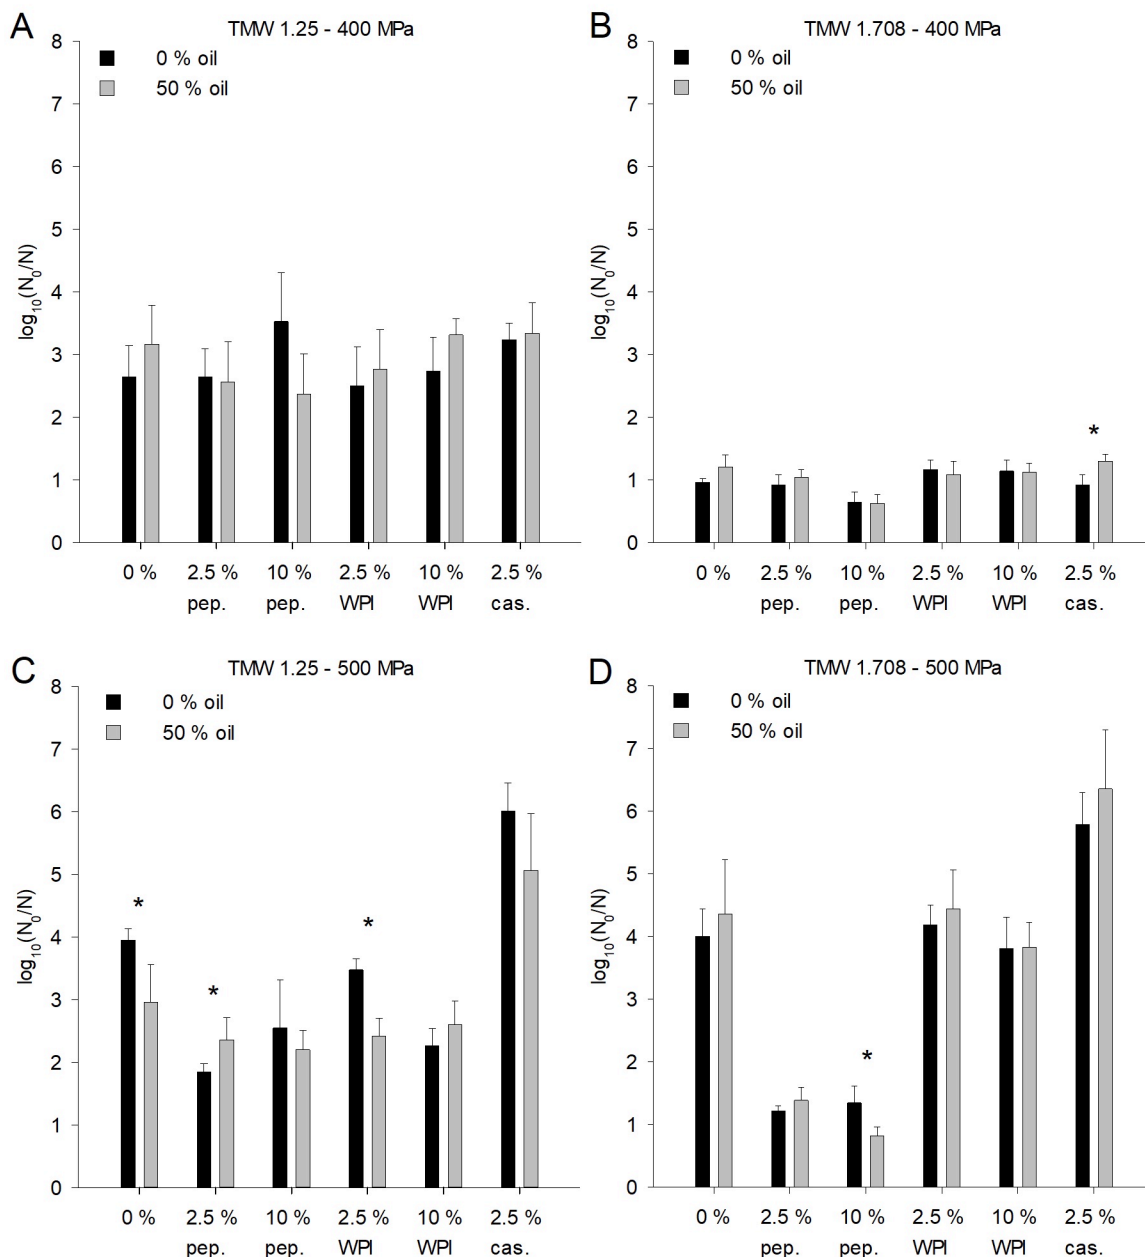 A
TMW 1.25 - 400 MPa
0 % oil
50 % oil
log10(N0/N)
8
7
6
5
4
3
2
1
0
0 % 2.5 % 10 % 2.5 % 10 % 2.5 %
pep. pep. WPI WPI cas.
B
TMW 1.708 - 400 MPa
0 % oil
50 % oil
log10(N0/N)
8
7
6
5
4
3
2
1
0
*
0 % 2.5 % 10 % 2.5 % 10 % 2.5 %
pep. pep. WPI WPI cas.
C
TMW 1.25 - 500 MPa
0 % oil
50 % oil
log10(N0/N)
8
7
6
5
4
3
2
1
0
* * *
0 % 2.5 % 10 % 2.5 % 10 % 2.5 %
pep. pep. WPI WPI cas.
D
TMW 1.708 - 500 MPa
0 % oil
50 % oil
log10(N0/N)
8
7
6
5
4
3
2
1
0
*
0 % 2.5 % 10 % 2.5 % 10 % 2.5 %
pep. pep. WPI WPI cas.